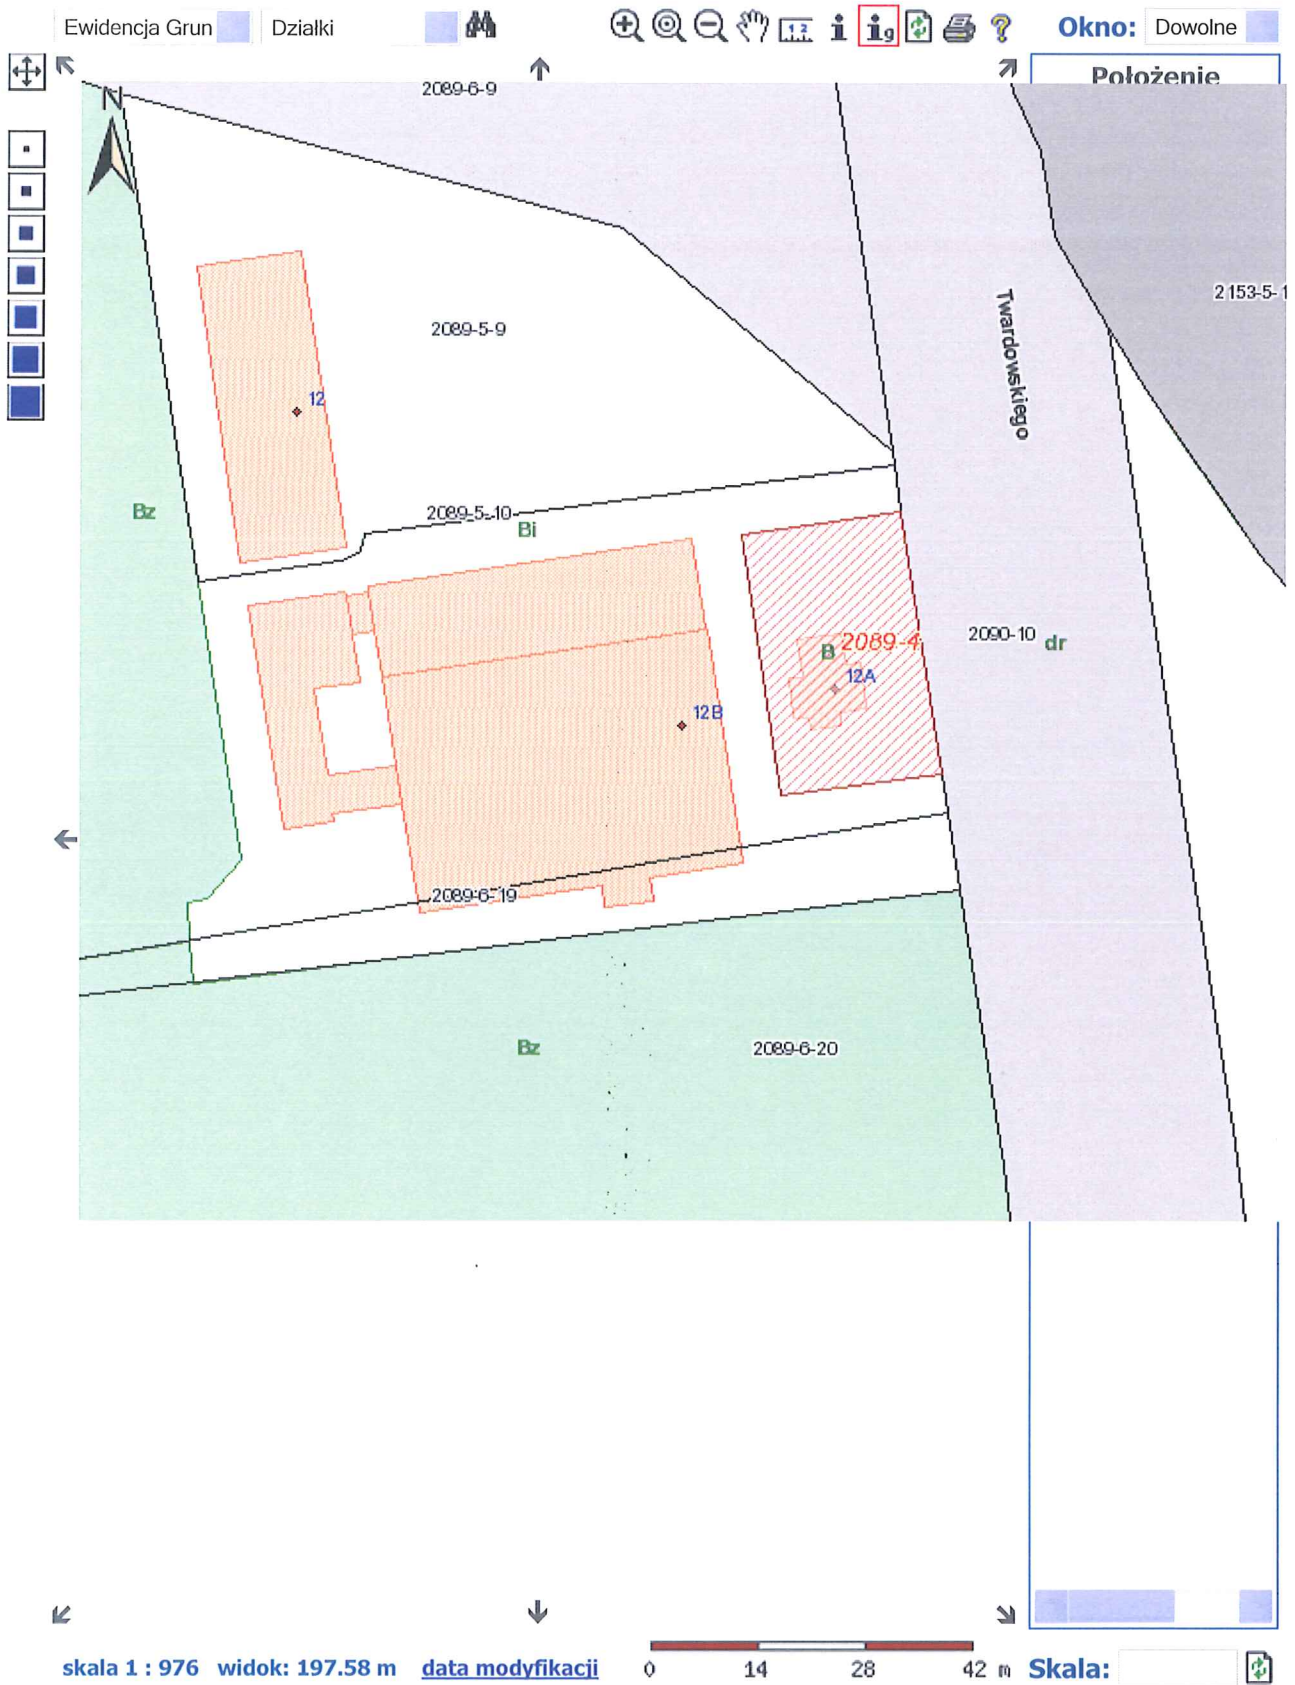 Ewidencja Grun Działki Okno: Dowolne
Położenie
N
2089-6-9
2153-5-1
Twardowskiego
2089-5-9
12
Bz
2089-5-10
Bi
2089-4
B
12A
2090-10 dr
12B
2089-6-19
Bz
2089-6-20
skala 1 : 976 widok: 197.58 m data modyfikacji 0 14 28 42 m Skala: